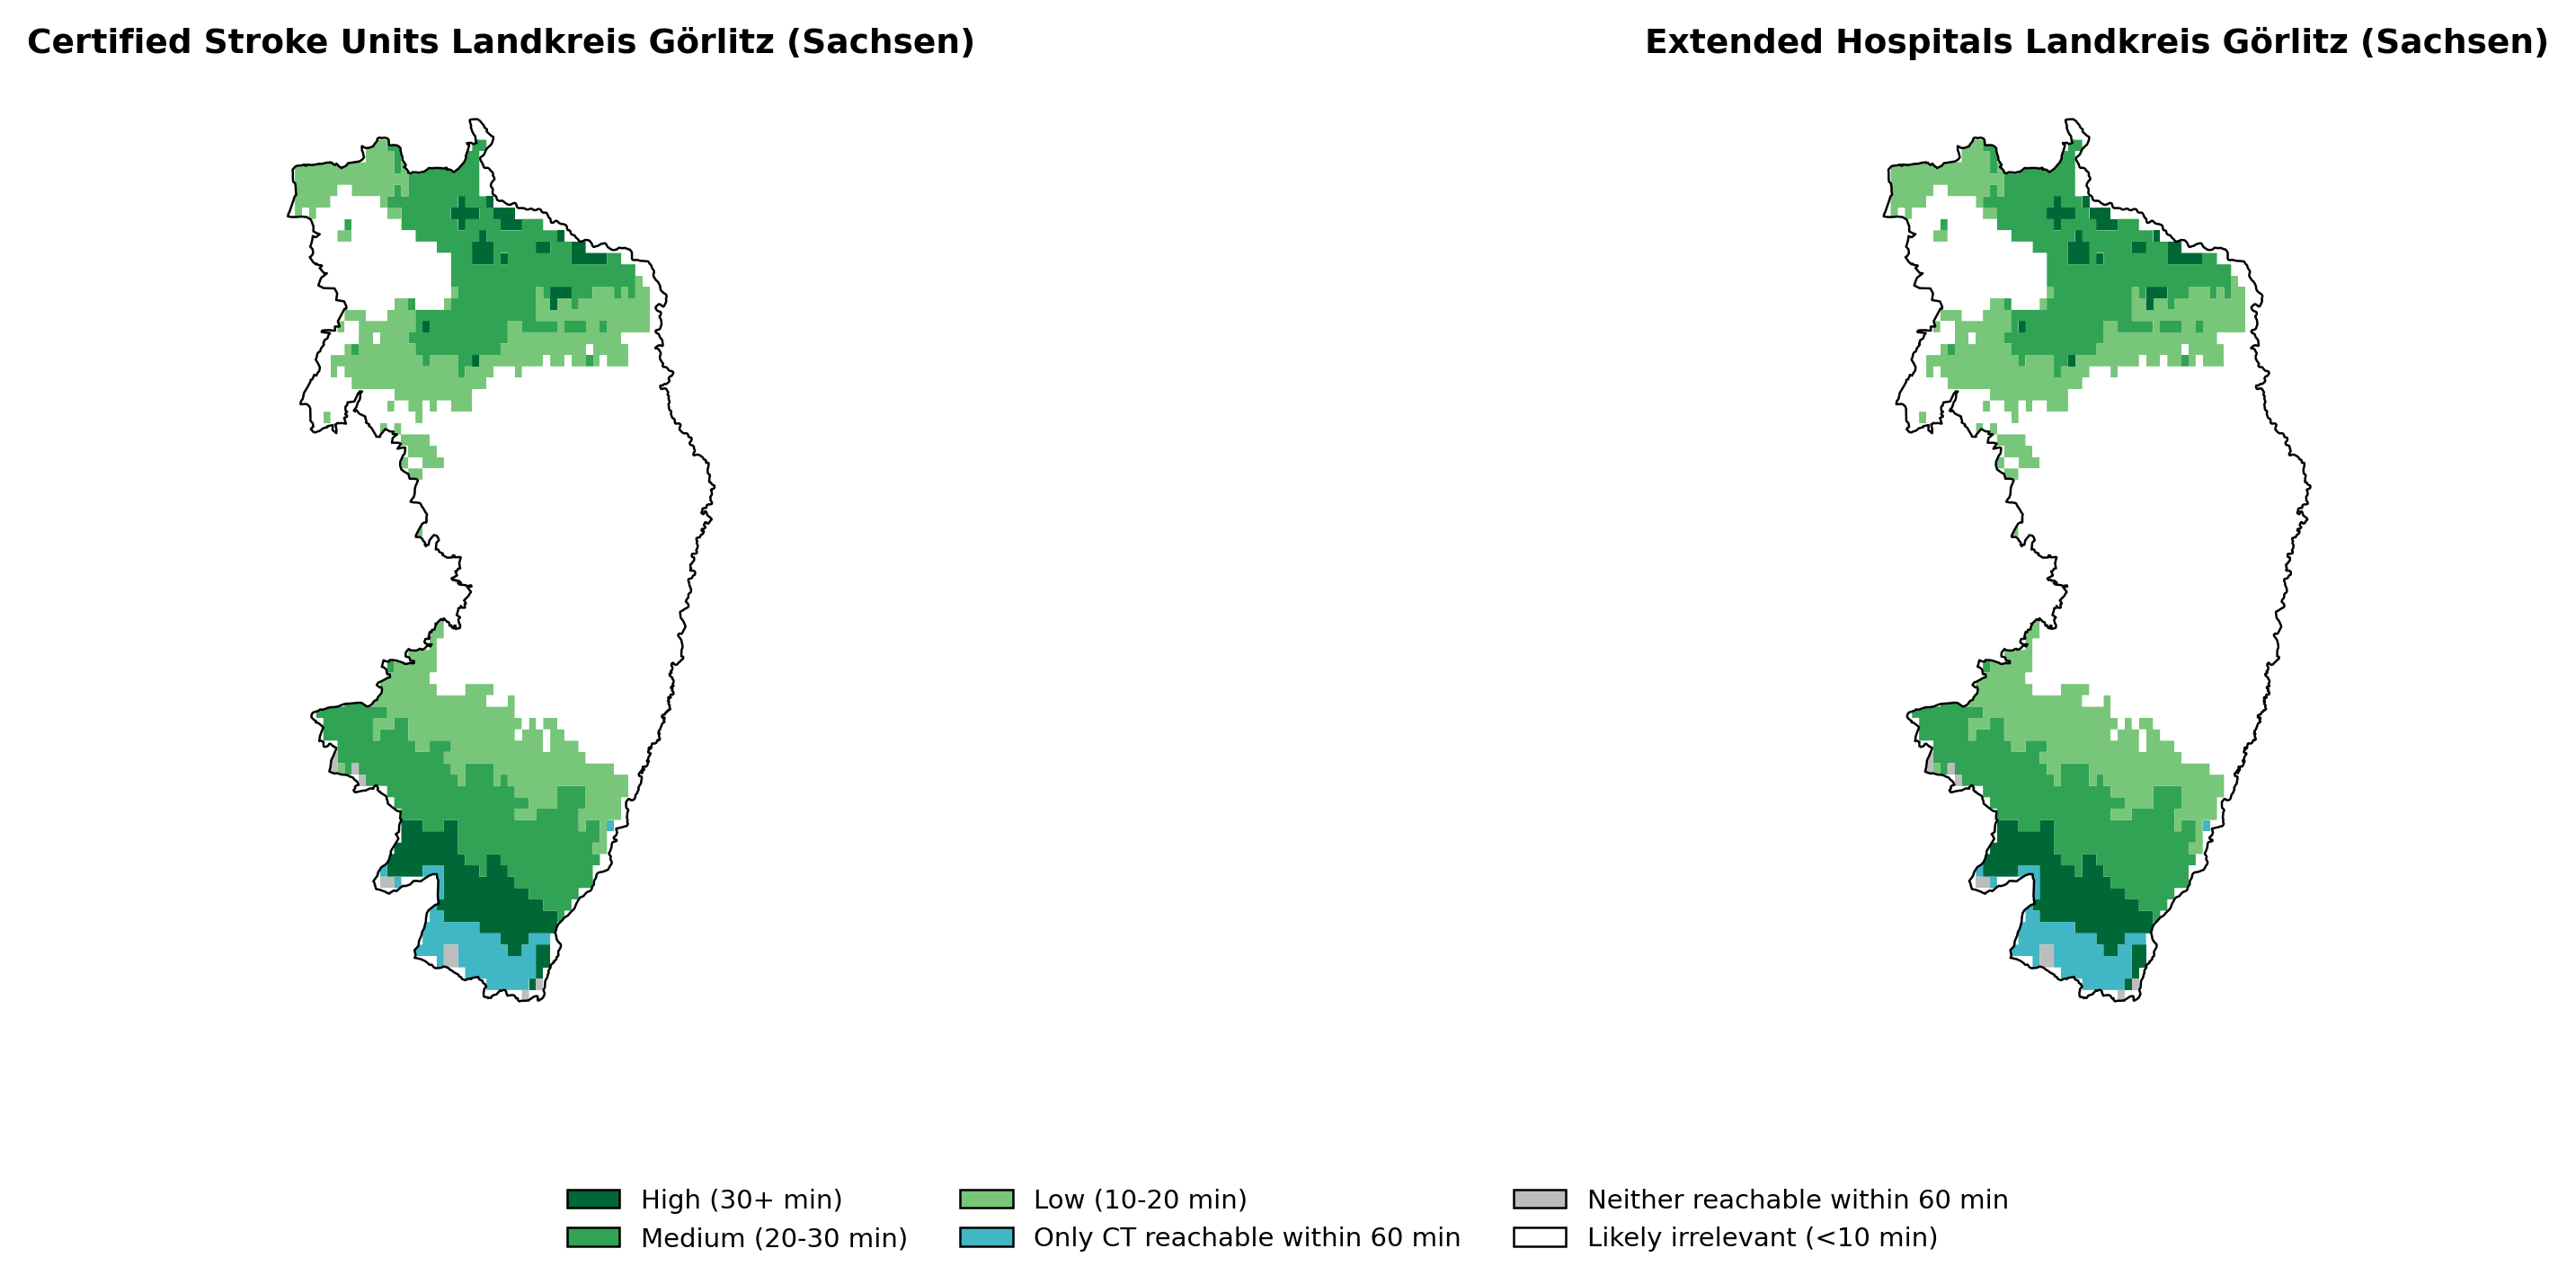 Certified Stroke Units Landkreis Görlitz (Sachsen)
Extended Hospitals Landkreis Görlitz (Sachsen)
High (30+ min)
Medium (20-30 min)
Low (10-20 min)
Only CT reachable within 60 min
Neither reachable within 60 min
Likely irrelevant (<10 min)